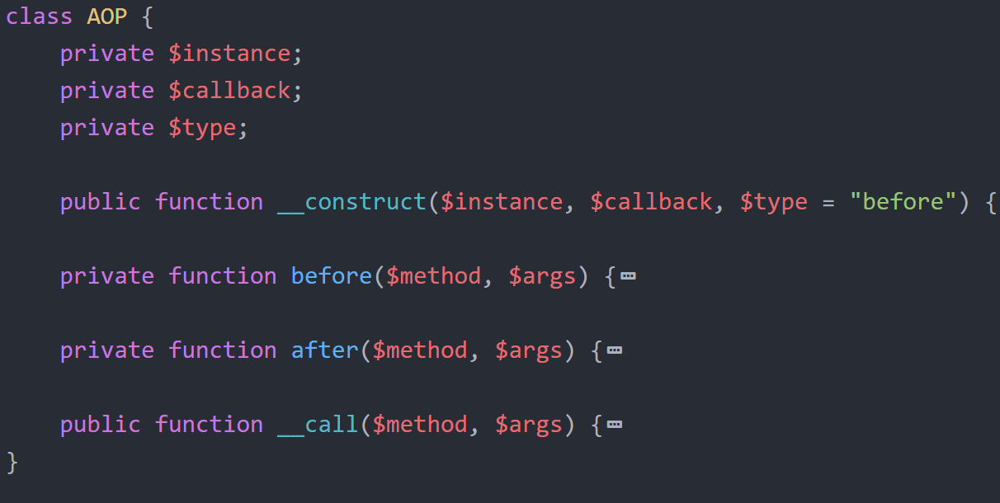 class AOP {
private $instance;
private $callback;
private $type;
public function __construct($instance, $callback, $type = "before") {
private function before($method, $args) {⋯
private function after($method, $args) {⋯
public function __call($method, $args) {⋯
}